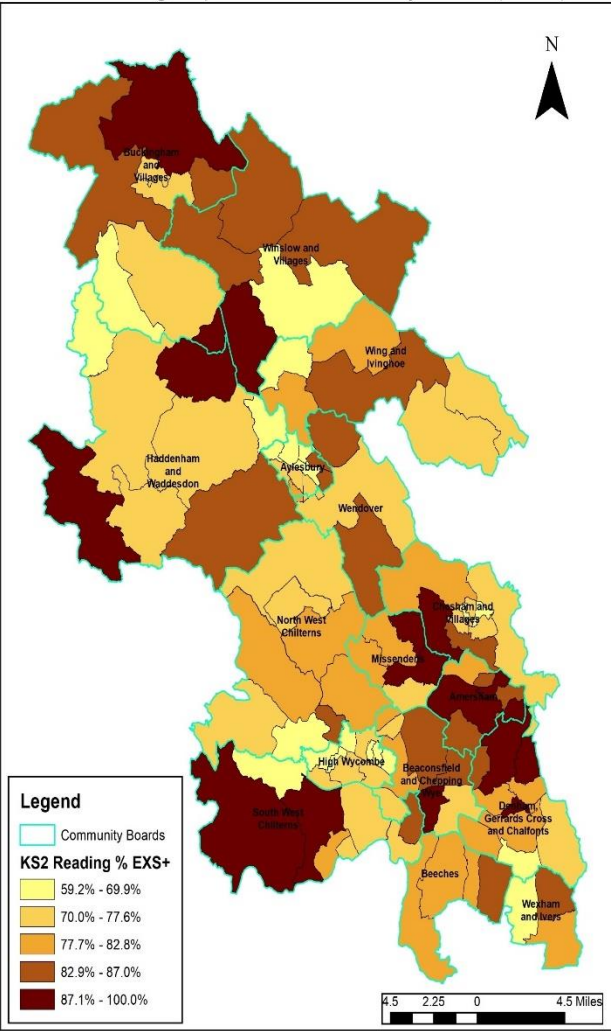 N
Buckingham
and
Villages
Winslow and
Villages
Wing and
Ivinghoe
Haddenham
and
Waddesdon
Aylesbury
Wendover
Chesham and
Villages
North West
Chilterns
Missendens
Amersham
High Wycombe
Beaconsfield
and Chepping
Wye
South West
Chilterns
Denham,
Gerrards Cross
and Chalfonts
Beeches
Wexham
and Ivers
Legend
Community Boards
KS2 Reading % EXS+
59.2% - 69.9%
70.0% - 77.6%
77.7% - 82.8%
82.9% - 87.0%
87.1% - 100.0%
4.5 2.25 0 4.5 Miles